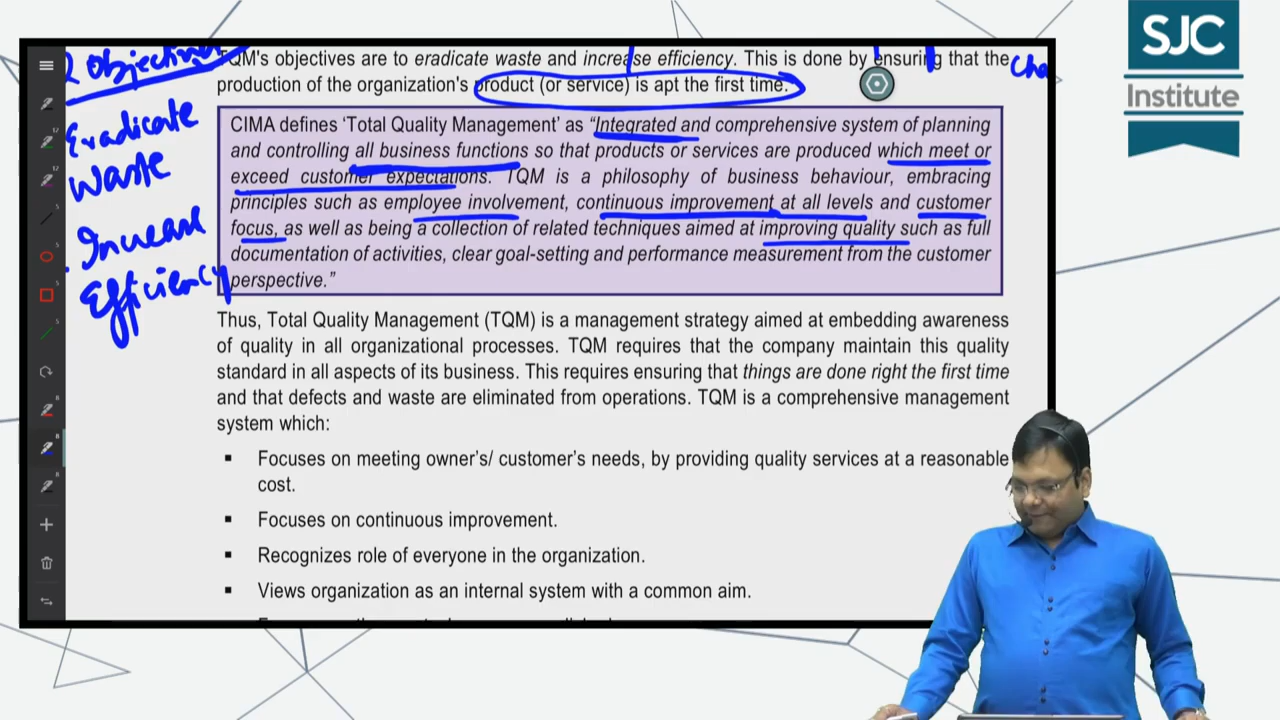 2 Objectives
TQM's objectives are to eradicate waste and increase efficiency. This is done by ensuring that the
production of the organization's product (or service) is apt the first time.
Eradicate
Waste
Increase
Efficiency
CIMA defines ‘Total Quality Management’ as “Integrated and comprehensive system of planning
and controlling all business functions so that products or services are produced which meet or
exceed customer expectations. TQM is a philosophy of business behaviour, embracing
principles such as employee involvement, continuous improvement at all levels and customer
focus, as well as being a collection of related techniques aimed at improving quality such as full
documentation of activities, clear goal-setting and performance measurement from the customer
perspective.”
Thus, Total Quality Management (TQM) is a management strategy aimed at embedding awareness
of quality in all organizational processes. TQM requires that the company maintain this quality
standard in all aspects of its business. This requires ensuring that things are done right the first time
and that defects and waste are eliminated from operations. TQM is a comprehensive management
system which:
▪ Focuses on meeting owner’s/ customer’s needs, by providing quality services at a reasonable
cost.
▪ Focuses on continuous improvement.
▪ Recognizes role of everyone in the organization.
▪ Views organization as an internal system with a common aim.
SJC
Institute